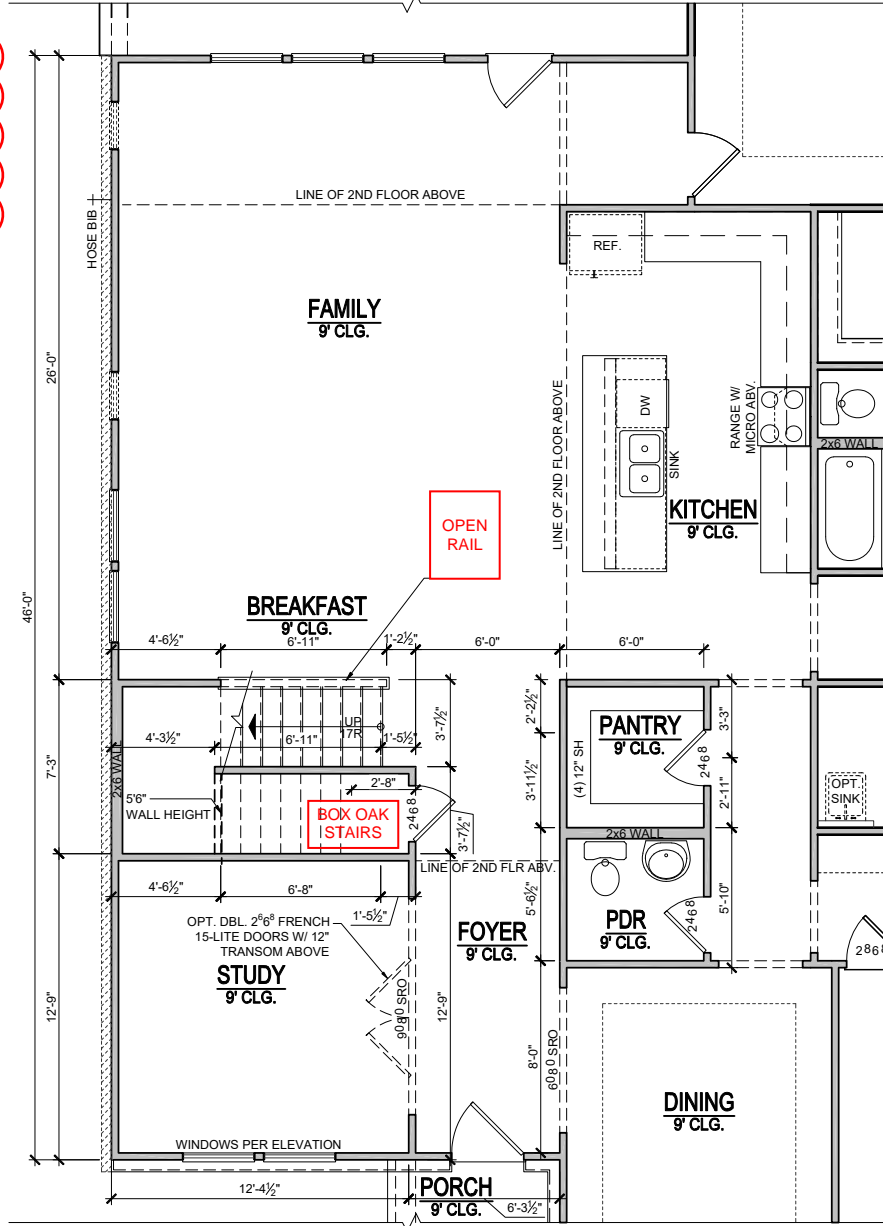 LINE OF 2ND FLOOR ABOVE
HOSE BIB
REF.
FAMILY
9' CLG.
26'-0"
LINE OF 2ND FLOOR ABOVE
DW
SINK
RANGE W/
MICRO ABV.
2x6 WALL
KITCHEN
9' CLG.
OPEN
RAIL
46'-0"
BREAKFAST
9' CLG.
4'-6½"
6'-11"
1'-2½"
6'-0"
6'-0"
7'-3"
2x6 WALL
4'-3½"
UP
17R
6'-11"
1'-5½"
3'-7½"
2'-2½"
PANTRY
9' CLG.
(4) 12" SH
2468
3'-3"
2'-11"
3'-11½"
OPT
SINK
5'6"
WALL HEIGHT
2'-8"
BOX OAK
STAIRS
2468
3'-7½"
2x6 WALL
LINE OF 2ND FLR ABV.
4'-6½"
6'-8"
1'-5½"
5'-6½"
PDR
9' CLG.
2468
5'-10"
OPT. DBL. 2⁶6⁸ FRENCH
15-LITE DOORS W/ 12"
TRANSOM ABOVE
FOYER
9' CLG.
286
STUDY
9' CLG.
9080 SRO
12'-9"
12'-9"
8'-0"
6080 SRO
DINING
9' CLG.
WINDOWS PER ELEVATION
12'-4½"
PORCH
9' CLG.
6'-3½"